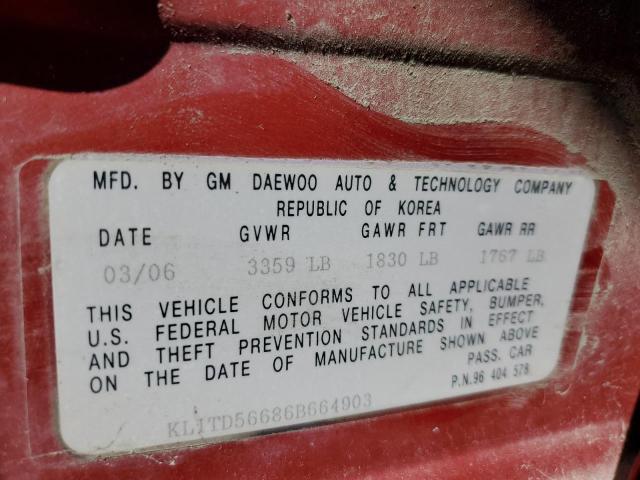 MFD. BY GM DAEWOO AUTO & TECHNOLOGY COMPANY
REPUBLIC OF KOREA
DATE GVWR GAWR FRT GAWR RR
03/06 3359 LB 1830 LB 1767 LB
THIS VEHICLE CONFORMS TO ALL APPLICABLE
U.S. FEDERAL MOTOR VEHICLE SAFETY, BUMPER,
AND THEFT PREVENTION STANDARDS IN EFFECT
ON THE DATE OF MANUFACTURE SHOWN ABOVE
PASS. CAR
P.N.96 404 578
KL1TD56686B664903